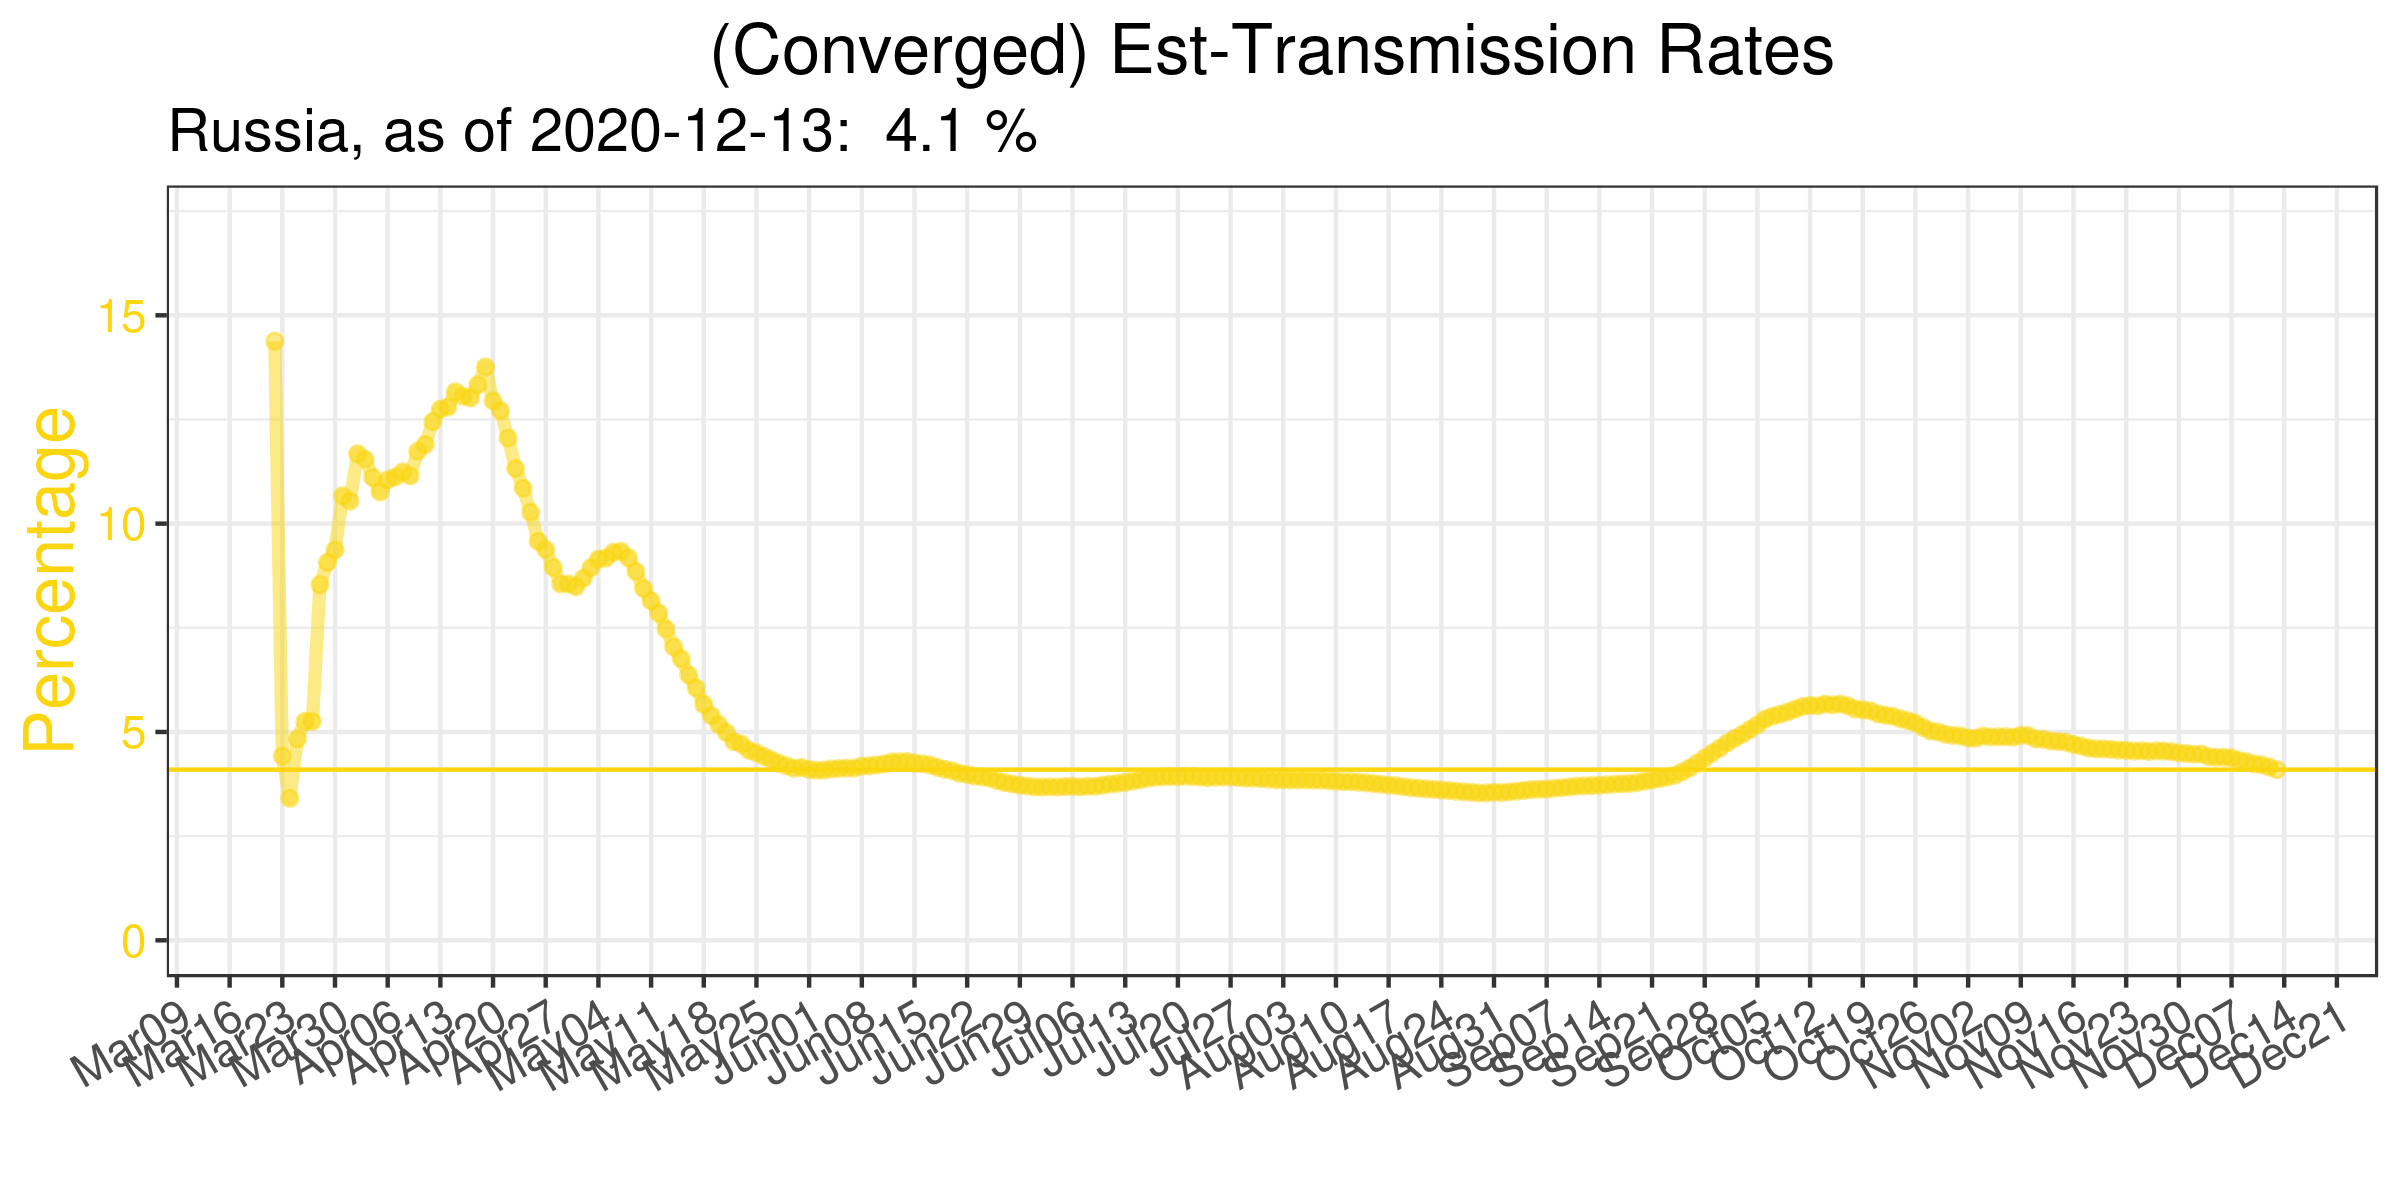 (Converged) Est-Transmission Rates
Russia, as of 2020-12-13:  4.1 %
Percentage
15
10
5
0
Mar09
Mar16
Mar23
Mar30
Apr06
Apr13
Apr20
Apr27
May04
May11
May18
May25
Jun01
Jun08
Jun15
Jun22
Jun29
Jul06
Jul13
Jul20
Jul27
Aug03
Aug10
Aug17
Aug24
Aug31
Sep07
Sep14
Sep21
Sep28
Oct05
Oct12
Oct19
Oct26
Nov02
Nov09
Nov16
Nov23
Nov30
Dec07
Dec14
Dec21